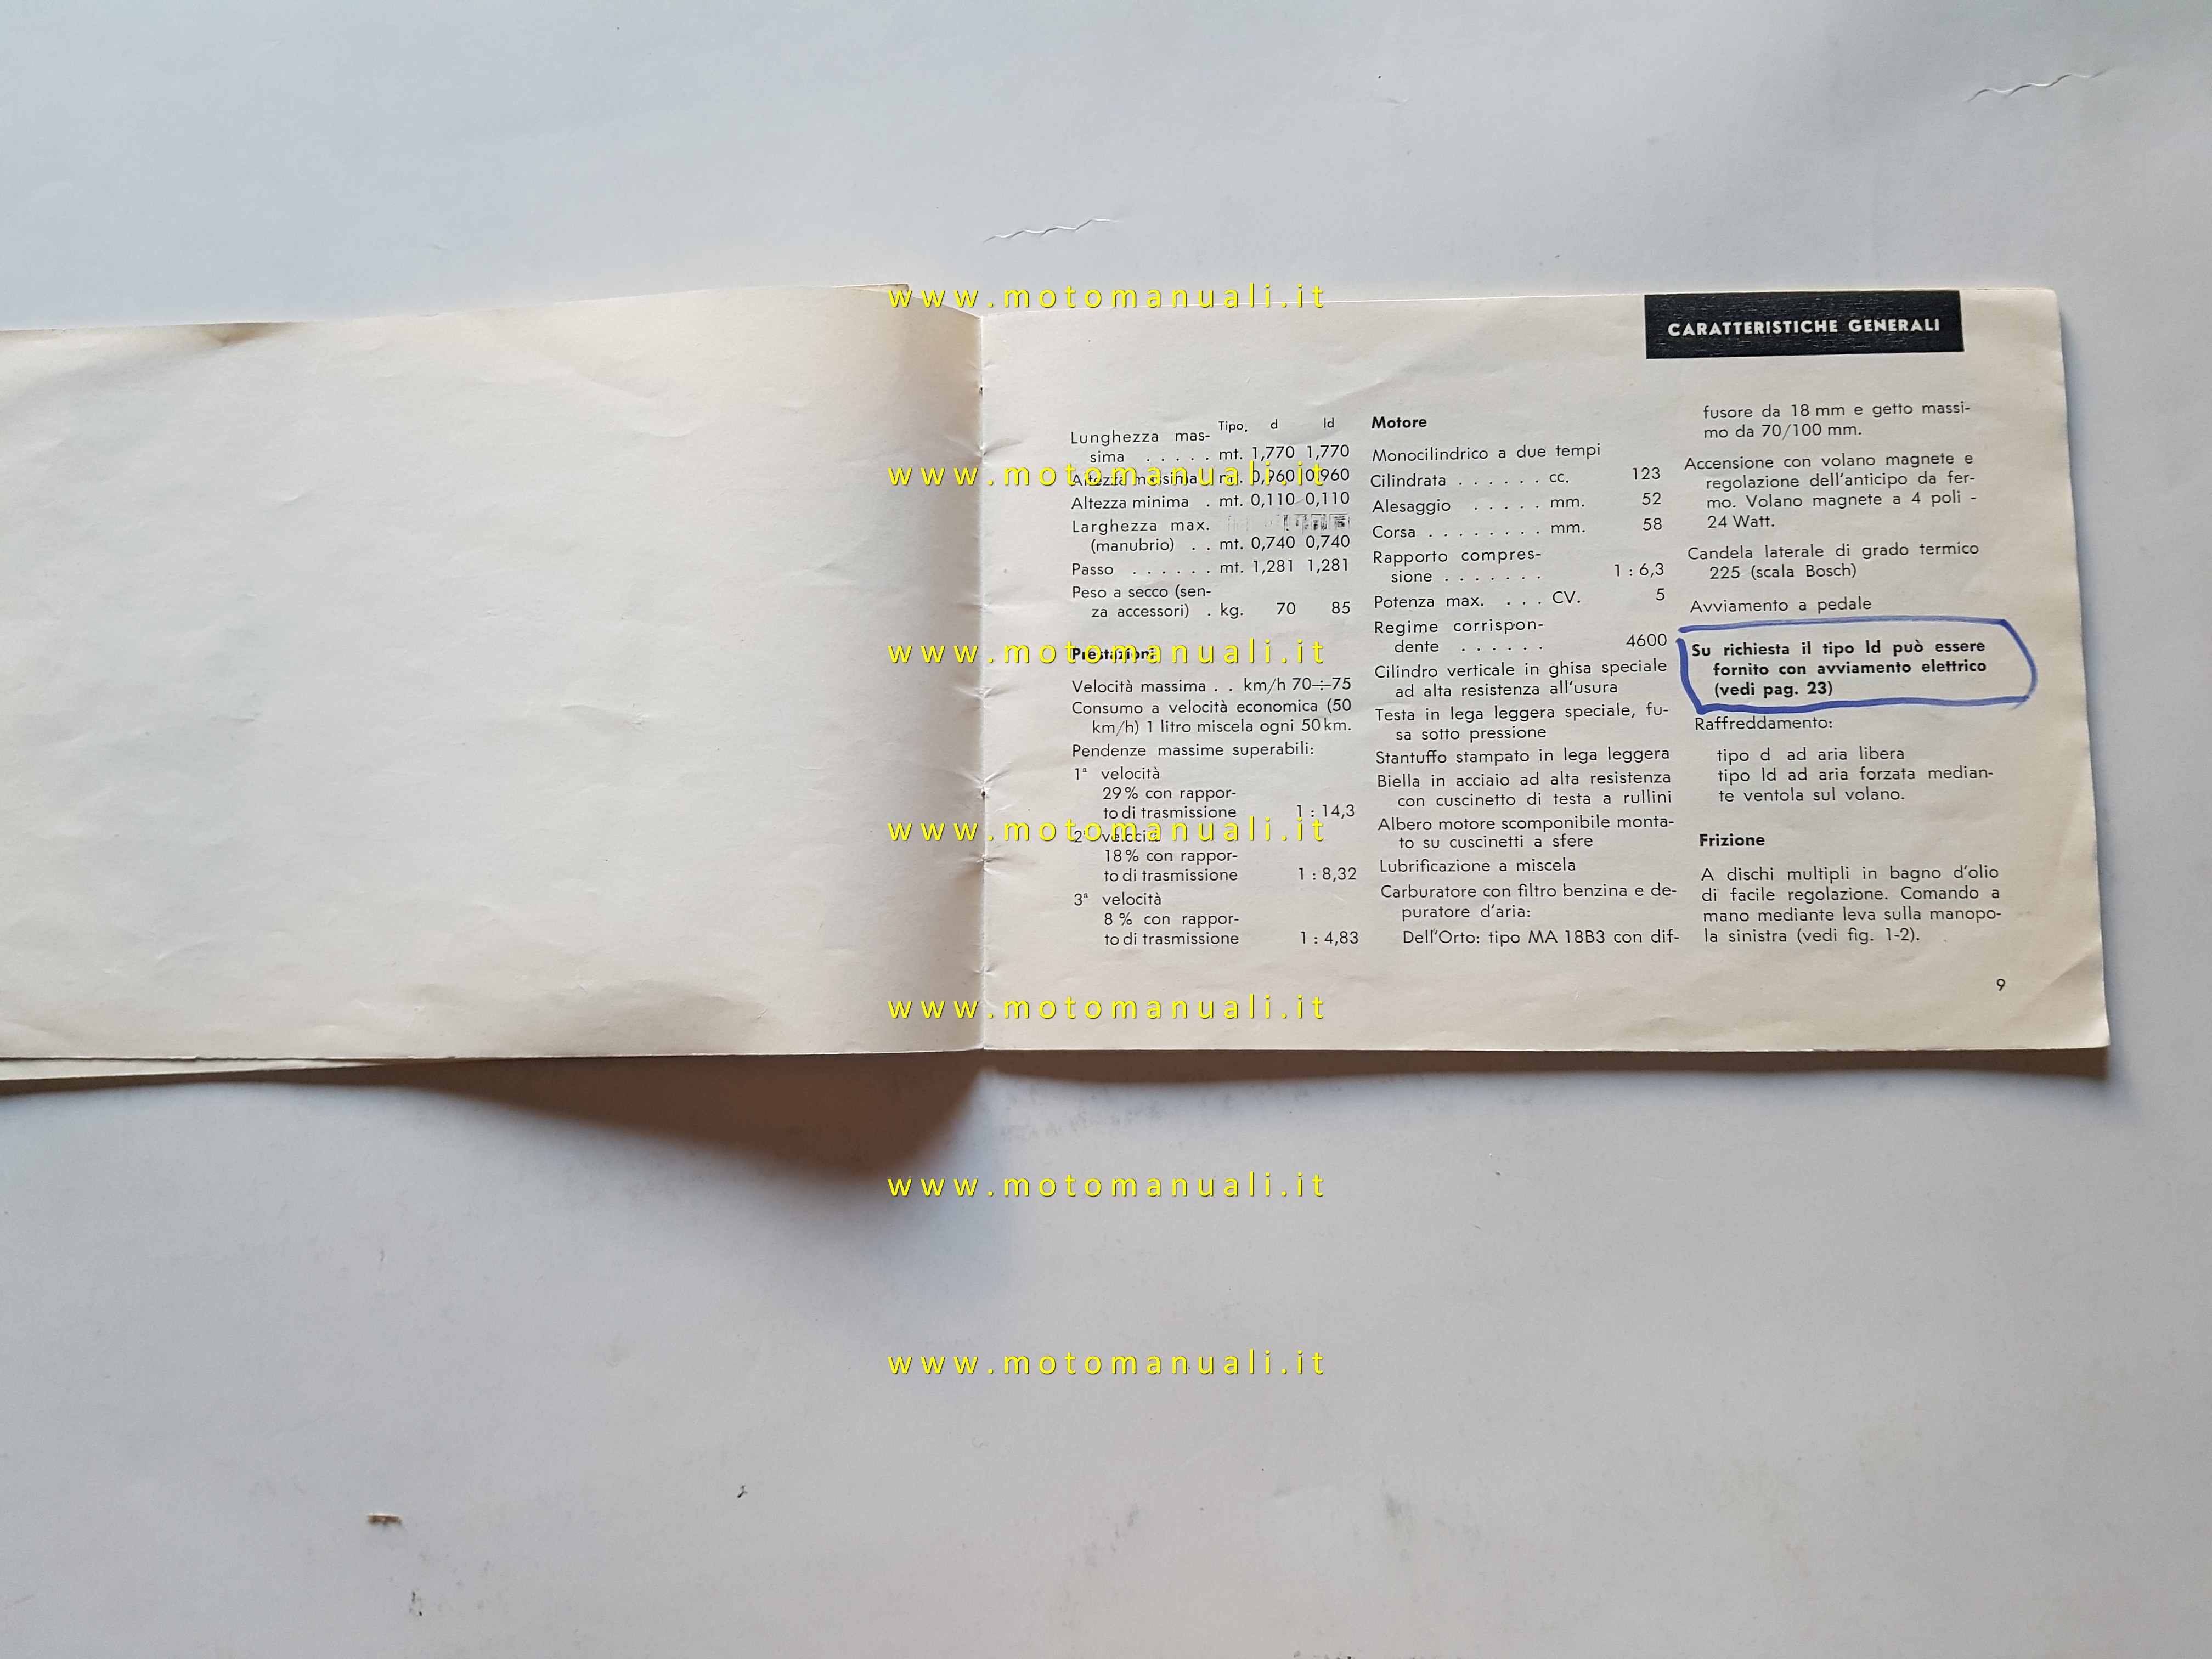 www.motomanuali.it
CARATTERISTICHE GENERALI
Tipo. d ld
Lunghezza mas-
sima . . . . . mt. 1,770 1,770
www.motomanuali.it
Altezza massima . mt. 0,960 0,960
Altezza minima . mt. 0,110 0,110
Larghezza max.
(manubrio) . . mt. 0,740 0,740
Passo . . . . . . mt. 1,281 1,281
Peso a secco (sen-
za accessori) . kg. 70 85
www.motomanuali.it
Prestazioni
Velocità massima . . km/h 70÷75
Consumo a velocità economica (50
km/h) 1 litro miscela ogni 50 km.
Pendenze massime superabili:
1ª velocità
29% con rappor-
to di trasmissione 1 : 14,3
www.motomanuali.it
2ª velocità
18% con rappor-
to di trasmissione 1 : 8,32
3ª velocità
8% con rappor-
to di trasmissione 1 : 4,83
Motore
Monocilindrico a due tempi
Cilindrata . . . . . . cc. 123
Alesaggio . . . . . mm. 52
Corsa . . . . . . . . mm. 58
Rapporto compres-
sione . . . . . . . 1 : 6,3
Potenza max. . . . CV. 5
Regime corrispon-
dente . . . . . . 4600
Cilindro verticale in ghisa speciale
ad alta resistenza all'usura
Testa in lega leggera speciale, fu-
sa sotto pressione
Stantuffo stampato in lega leggera
Biella in acciaio ad alta resistenza
con cuscinetto di testa a rullini
Albero motore scomponibile monta-
to su cuscinetti a sfere
Lubrificazione a miscela
Carburatore con filtro benzina e de-
puratore d'aria:
Dell'Orto: tipo MA 18B3 con dif-
fusore da 18 mm e getto massi-
mo da 70/100 mm.
Accensione con volano magnete e
regolazione dell'anticipo da fer-
mo. Volano magnete a 4 poli -
24 Watt.
Candela laterale di grado termico
225 (scala Bosch)
Avviamento a pedale
Su richiesta il tipo ld può essere
fornito con avviamento elettrico
(vedi pag. 23)
Raffreddamento:
tipo d ad aria libera
tipo ld ad aria forzata median-
te ventola sul volano.
Frizione
A dischi multipli in bagno d'olio
di facile regolazione. Comando a
mano mediante leva sulla manopo-
la sinistra (vedi fig. 1-2).
9
www.motomanuali.it
www.motomanuali.it
www.motomanuali.it